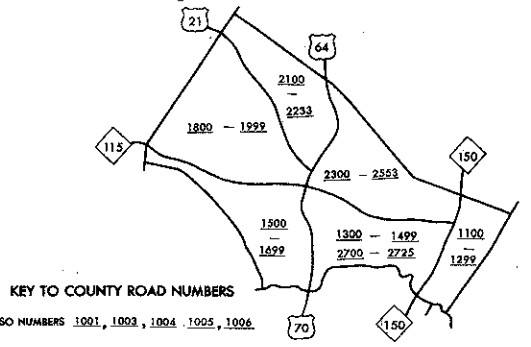 21
64
2100
—
2233
1800 — 1999
115
150
2300 — 2553
1500
—
1699
1300 — 1499
2700 — 2725
1100
—
1299
KEY TO COUNTY ROAD NUMBERS
SO NUMBERS 1001, 1003, 1004, 1005, 1006
70
150